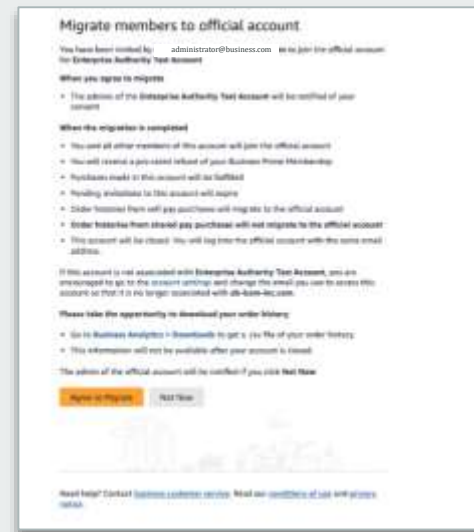 Migrate members to official account
You have been invited by administrator@business.com to join the official account
for Enterprise Authority Test Account
When you agree to migrate
• The admins of the Enterprise Authority Test Account will be notified of your
consent
When the migration is completed
• You and all other members of this account will join the official account
• You will receive a pro-rated refund of your Business Prime Membership
• Purchases made in this account will be fulfilled
• Pending invitations to this account will expire
• Order histories from self pay purchases will migrate to the official account
• Order histories from shared pay purchases will not migrate to the official account
• This account will be closed. You will log into the official account with the same email
address.
If this account is not associated with Enterprise Authority Test Account, you are
encouraged to go to the account settings and change the email you use to access this
account so that it is no longer associated with
Please take the opportunity to download your order history
• Go to Business Analytics > Downloads to get a .csv file of your order history.
• This information will not be available after your account is closed.
The admin of the official account will be notified if you click Not Now
Agree to Migrate Not Now
Need help? Contact business customer service. Read our conditions of use and privacy
notice.